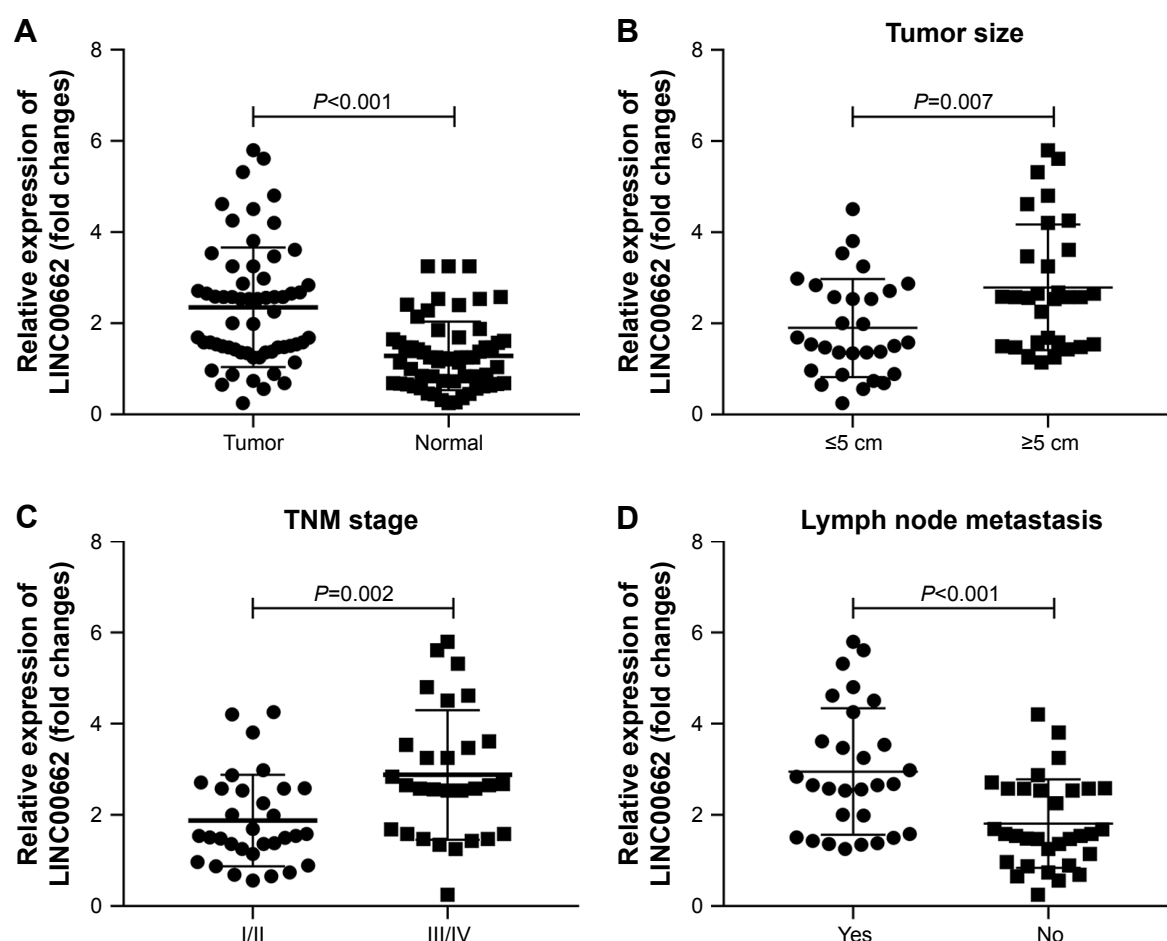 A
Relative expression of
LINC00662 (fold changes)
8
6
4
2
0
P<0.001
Tumor
Normal
B
Tumor size
Relative expression of
LINC00662 (fold changes)
8
6
4
2
0
P=0.007
≤5 cm
≥5 cm
C
TNM stage
Relative expression of
LINC00662 (fold changes)
8
6
4
2
0
P=0.002
I/II
III/IV
D
Lymph node metastasis
Relative expression of
LINC00662 (fold changes)
8
6
4
2
0
P<0.001
Yes
No